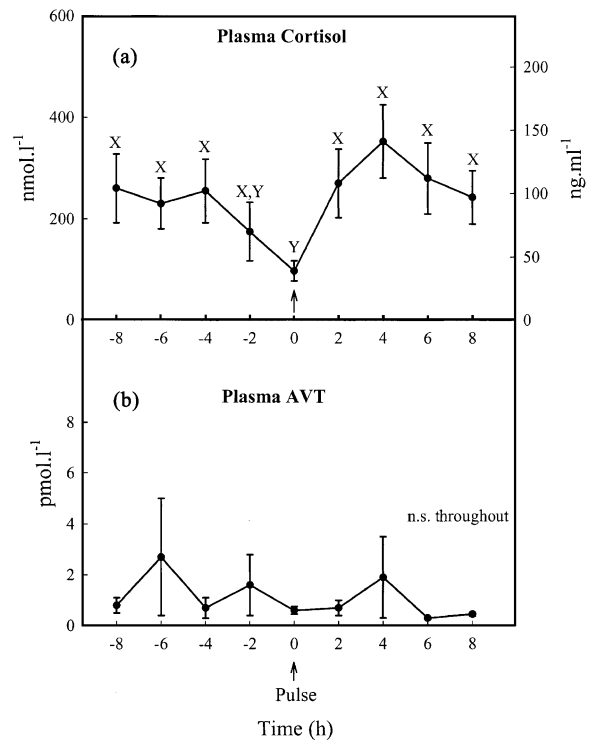 Plasma Cortisol
(a)
600
400
200
0
nmol.l⁻¹
200
150
100
50
0
ng.ml⁻¹
X X X X,Y Y X X X X
-8 -6 -4 -2 0 2 4 6 8
Plasma AVT
(b)
8
6
4
2
0
pmol.l⁻¹
n.s. throughout
-8 -6 -4 -2 0 2 4 6 8
Pulse
Time (h)